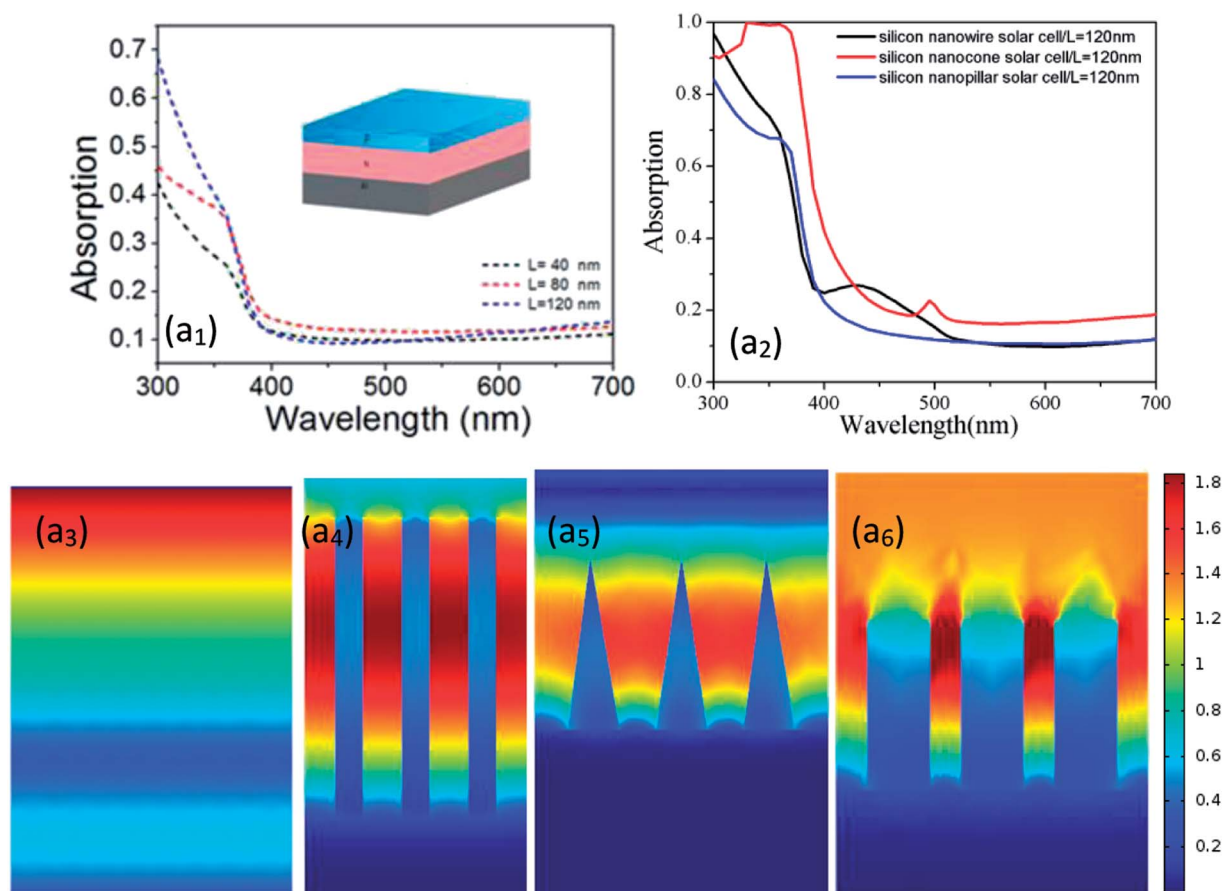 0.7
0.6
0.5
0.4
0.3
0.2
0.1
Absorption
(a1)
L= 40 nm
L= 80 nm
L=120 nm
300 400 500 600 700
Wavelength (nm)
1.0
0.8
0.6
0.4
0.2
0.0
Absorption
silicon nanowire solar cell/L=120nm
silicon nanocone solar cell/L=120nm
silicon nanopillar solar cell/L=120nm
(a2)
300 400 500 600 700
Wavelength(nm)
(a3)
(a4)
(a5)
(a6)
1.8
1.6
1.4
1.2
1
0.8
0.6
0.4
0.2